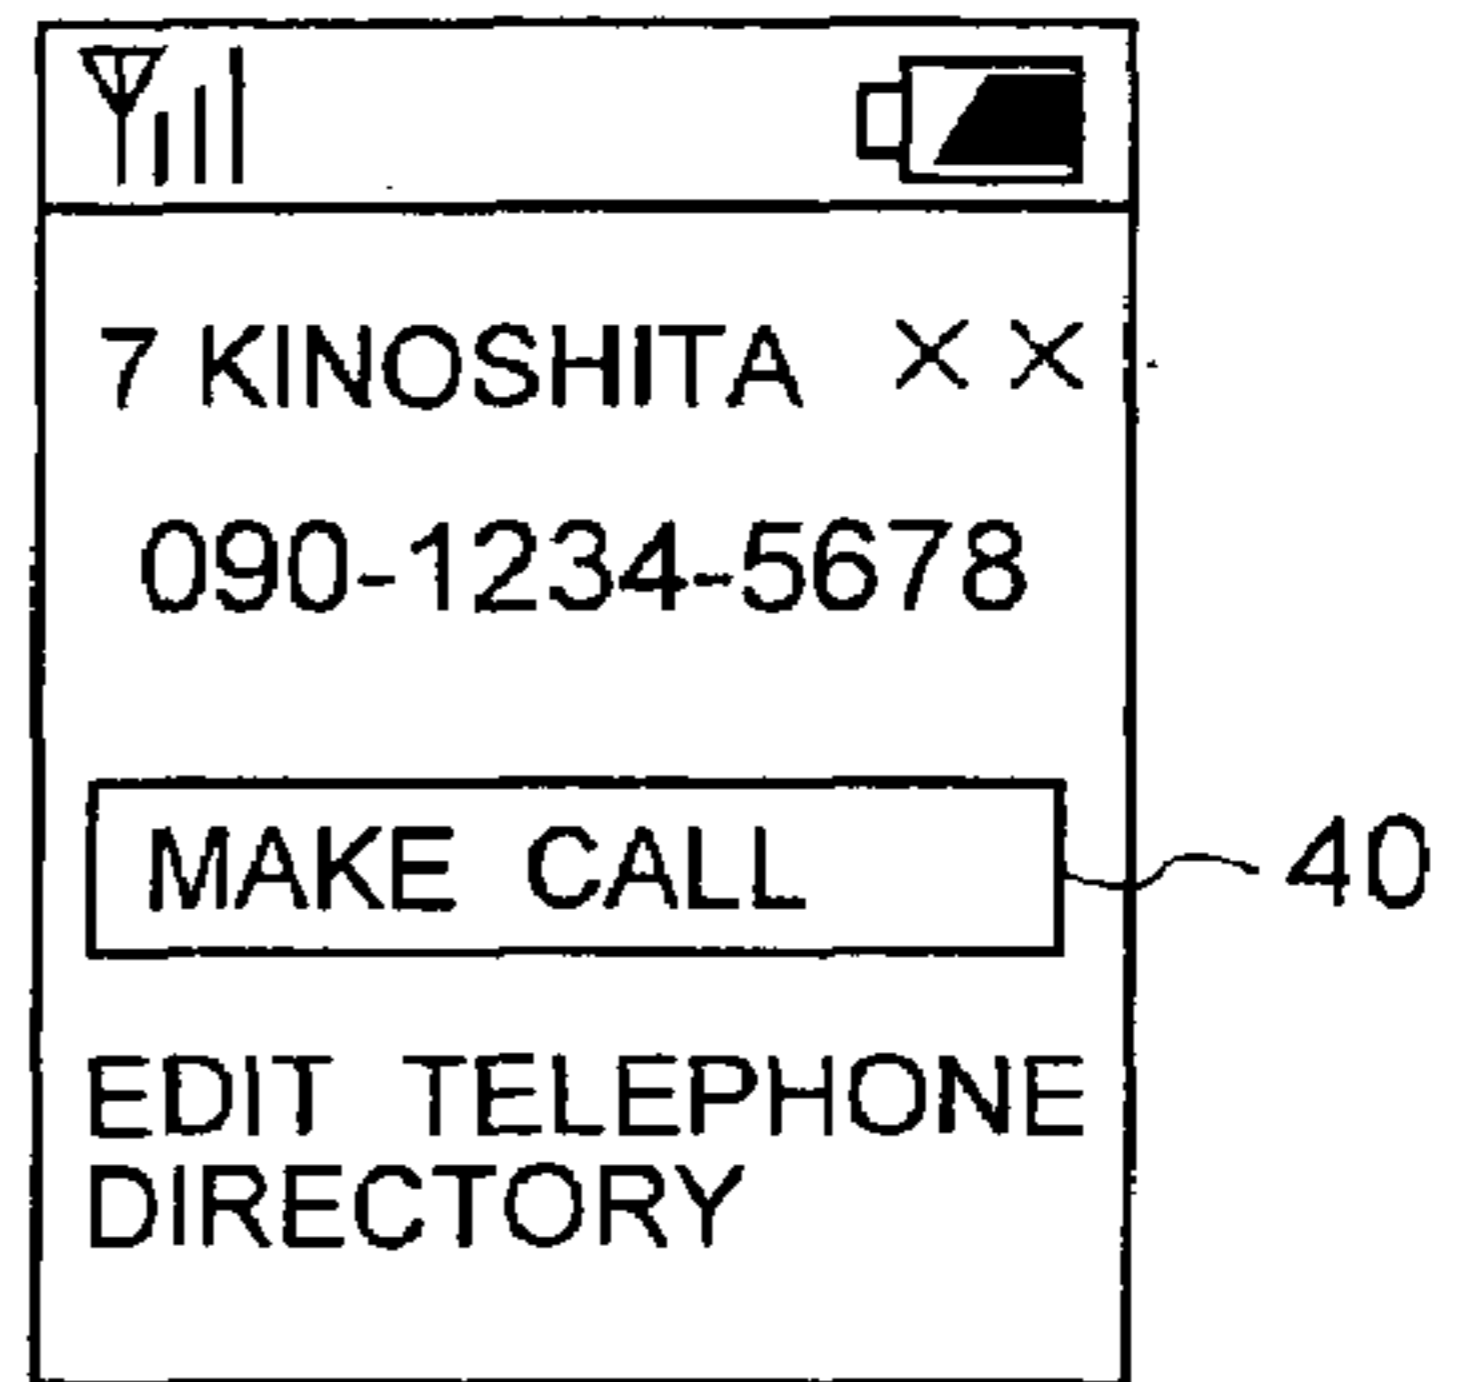 7 KINOSHITA ××
090-1234-5678
MAKE CALL
40
EDIT TELEPHONE
DIRECTORY